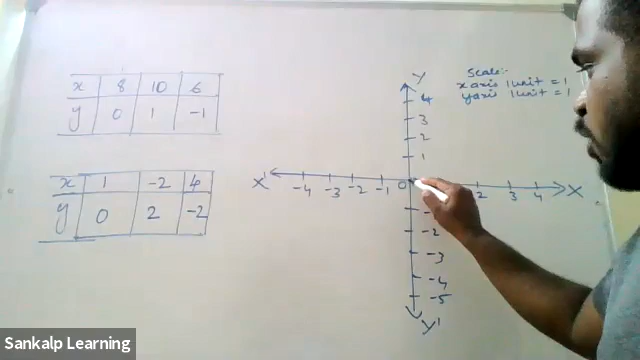 x 8 10 6
y 0 1 -1
x 1 -2 4
y 0 2 -2
Scale:-
x axis 1 unit = 1
y axis 1 unit = 1
Y
4
3
2
1
X' -4 -3 -2 -1 0 2 3 4 X
-2
-3
-4
-5
Y'
Sankalp Learning